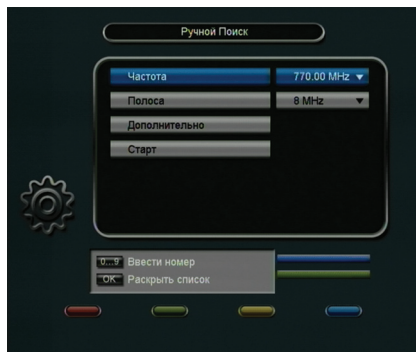 Ручной Поиск
Частота 770.00 MHz
Полоса 8 MHz
Дополнительно
Старт
0...9 Ввести номер
OK Раскрыть список